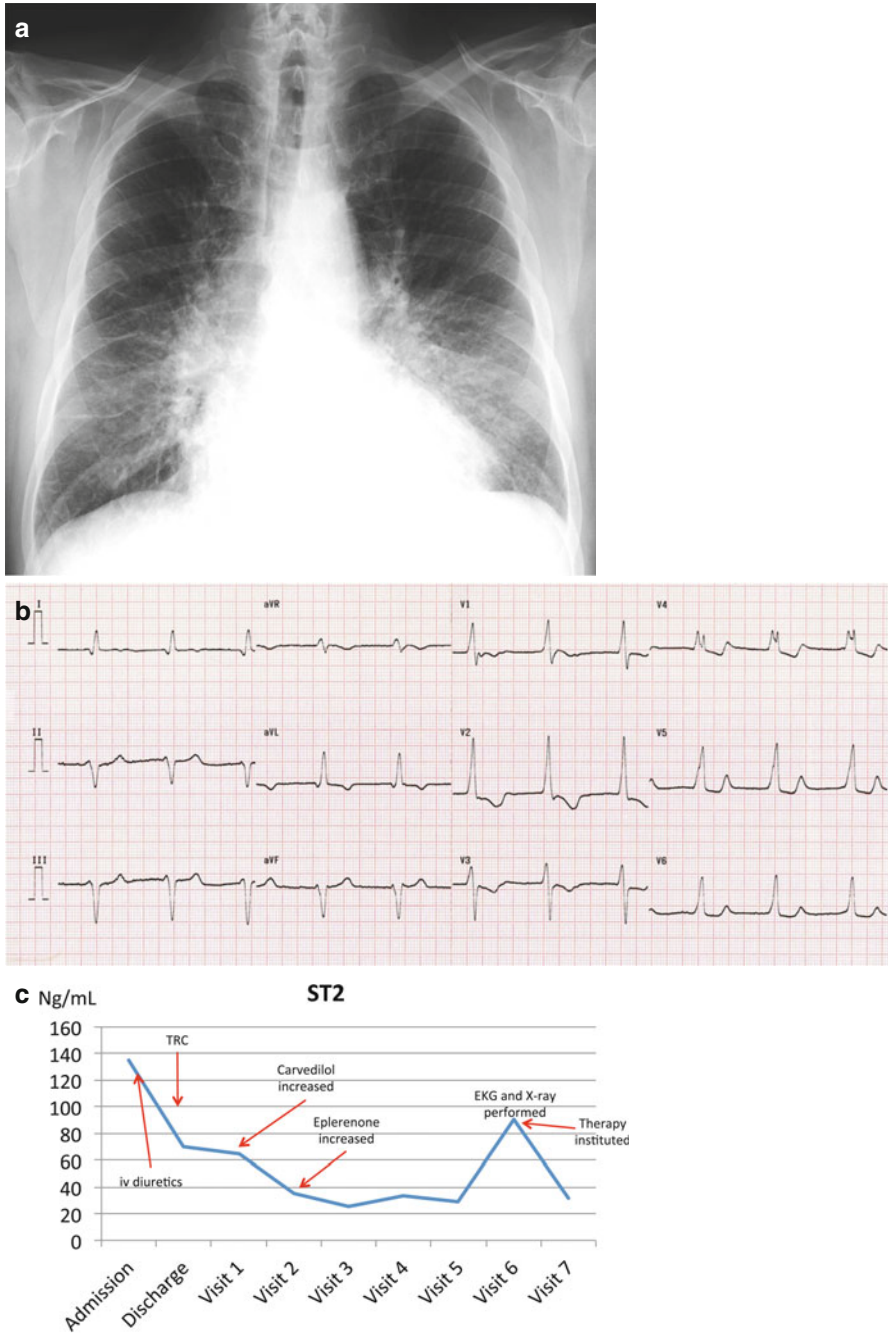 a
b
I
aVR
V1
V4
II
aVL
V2
V5
III
aVF
V3
V6
c
Ng/mL
ST2
160
140
120
100
80
60
40
20
0
TRC
iv diuretics
Carvedilol
increased
Eplerenone
increased
EKG and X-ray
performed
Therapy
instituted
Admission
Discharge
Visit 1
Visit 2
Visit 3
Visit 4
Visit 5
Visit 6
Visit 7